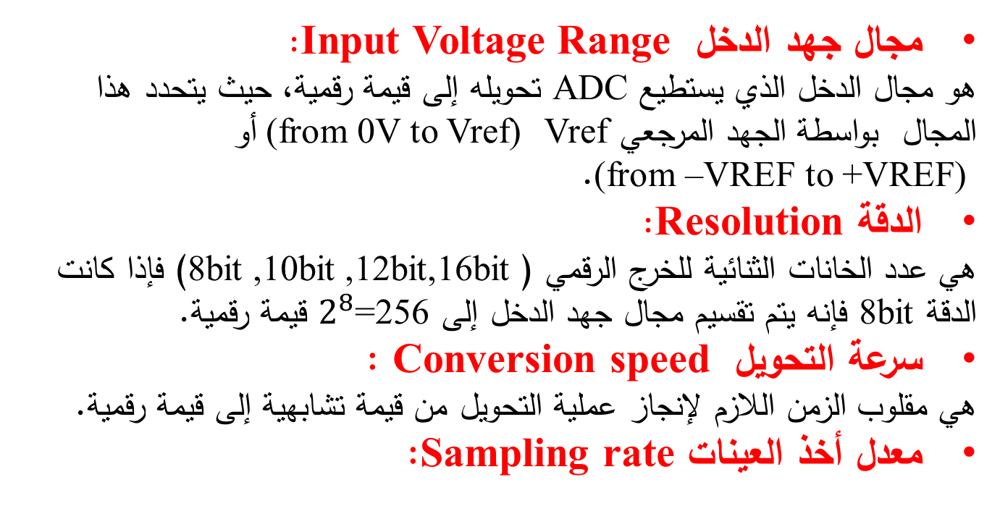 • مجال جهد الدخل Input Voltage Range:
هو مجال الدخل الذي يستطيع ADC تحويله إلى قيمة رقمية، حيث يتحدد هذا
المجال بواسطة الجهد المرجعي Vref (from 0V to Vref) أو
(from –VREF to +VREF).
• الدقة Resolution:
هي عدد الخانات الثنائية للخرج الرقمي ( 8bit ,10bit ,12bit,16bit) فإذا كانت
الدقة 8bit فإنه يتم تقسيم مجال جهد الدخل إلى 2⁸=256 قيمة رقمية.
• سرعة التحويل Conversion speed :
هي مقلوب الزمن اللازم لإنجاز عملية التحويل من قيمة تشابهية إلى قيمة رقمية.
• معدل أخذ العينات Sampling rate: